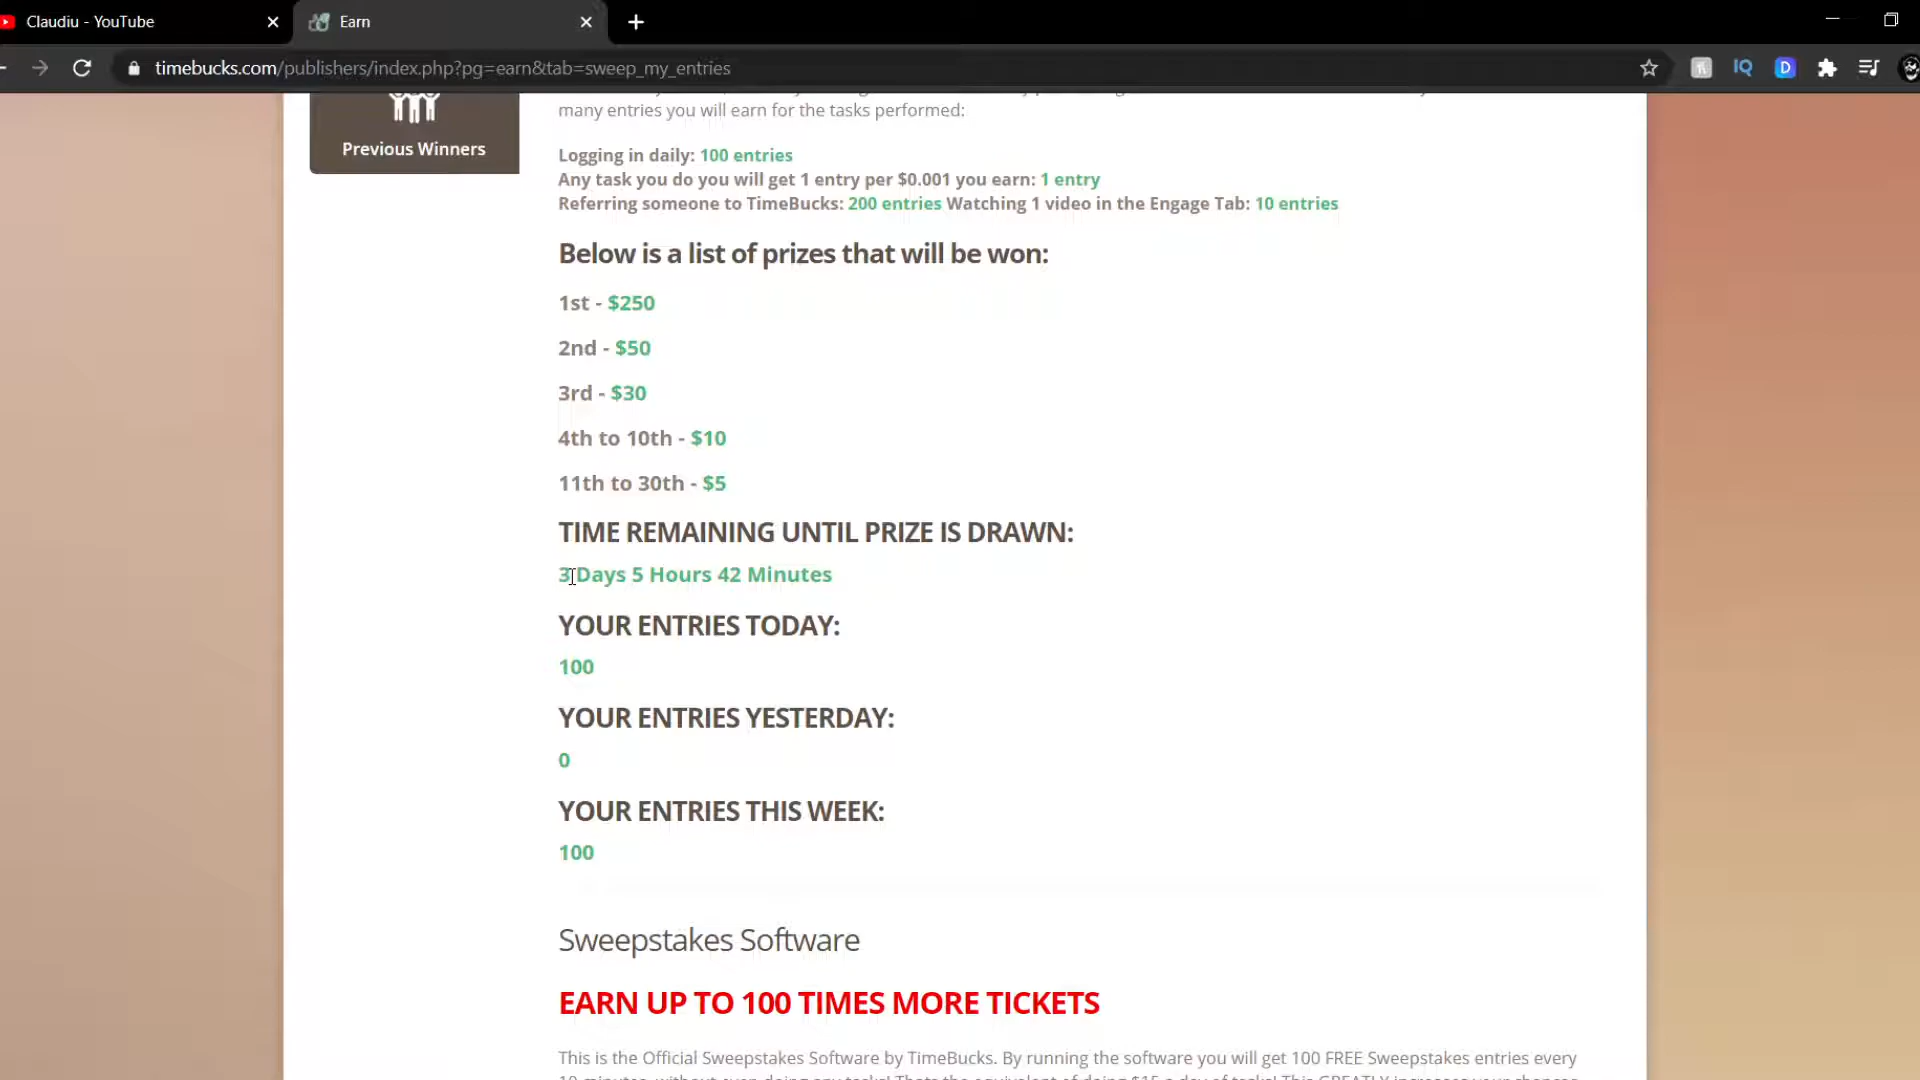 Claudiu - YouTube
Earn
timebucks.com/publishers/index.php?pg=earn&tab=sweep_my_entries
IQ
D
many entries you will earn for the tasks performed:
Previous Winners
Logging in daily: 100 entries
Any task you do you will get 1 entry per $0.001 you earn: 1 entry
Referring someone to TimeBucks: 200 entries Watching 1 video in the Engage Tab: 10 entries
Below is a list of prizes that will be won:
1st - $250
2nd - $50
3rd - $30
4th to 10th - $10
11th to 30th - $5
TIME REMAINING UNTIL PRIZE IS DRAWN:
3 Days 5 Hours 42 Minutes
YOUR ENTRIES TODAY:
100
YOUR ENTRIES YESTERDAY:
0
YOUR ENTRIES THIS WEEK:
100
Sweepstakes Software
EARN UP TO 100 TIMES MORE TICKETS
This is the Official Sweepstakes Software by TimeBucks. By running the software you will get 100 FREE Sweepstakes entries every